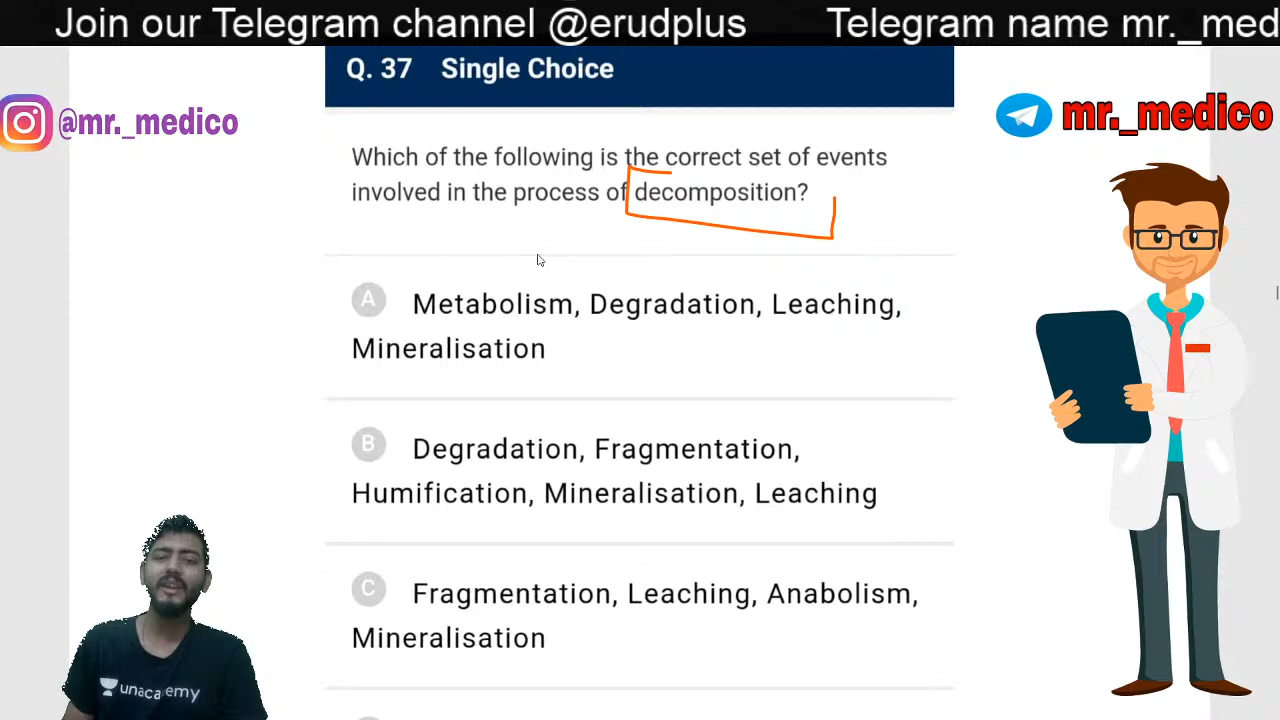 Join our Telegram channel @erudplus Telegram name mr._med
Q. 37 Single Choice
@mr._medico
mr._medico
Which of the following is the correct set of events
involved in the process of decomposition?
A Metabolism, Degradation, Leaching,
Mineralisation
B Degradation, Fragmentation,
Humification, Mineralisation, Leaching
C Fragmentation, Leaching, Anabolism,
Mineralisation
unacademy